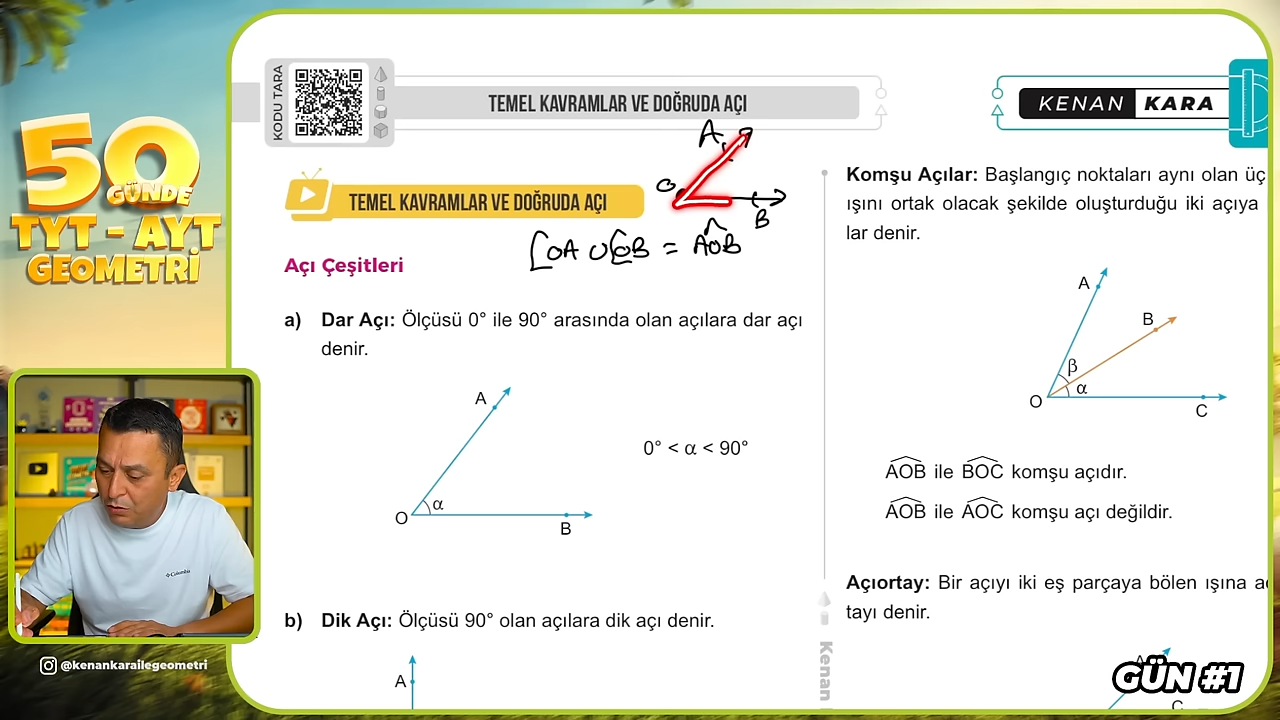 50
GÜNDE
TYT - AYT
GEOMETRİ
@kenankarailegeometri
KODU TARA
TEMEL KAVRAMLAR VE DOĞRUDA AÇI
KENAN KARA
TEMEL KAVRAMLAR VE DOĞRUDA AÇI
A
O
B
[OA ∪ [OB = AÔB
Açı Çeşitleri
a) Dar Açı: Ölçüsü 0° ile 90° arasında olan açılara dar açı
denir.
A
O
α
B
0° < α < 90°
b) Dik Açı: Ölçüsü 90° olan açılara dik açı denir.
A
Kenan
Komşu Açılar: Başlangıç noktaları aynı olan üç
ışını ortak olacak şekilde oluşturduğu iki açıya
lar denir.
A
B
β
α
O
C
AOB ile BOC komşu açıdır.
AOB ile AOC komşu açı değildir.
Açıortay: Bir açıyı iki eş parçaya bölen ışına
tayı denir.
A
C
GÜN #1